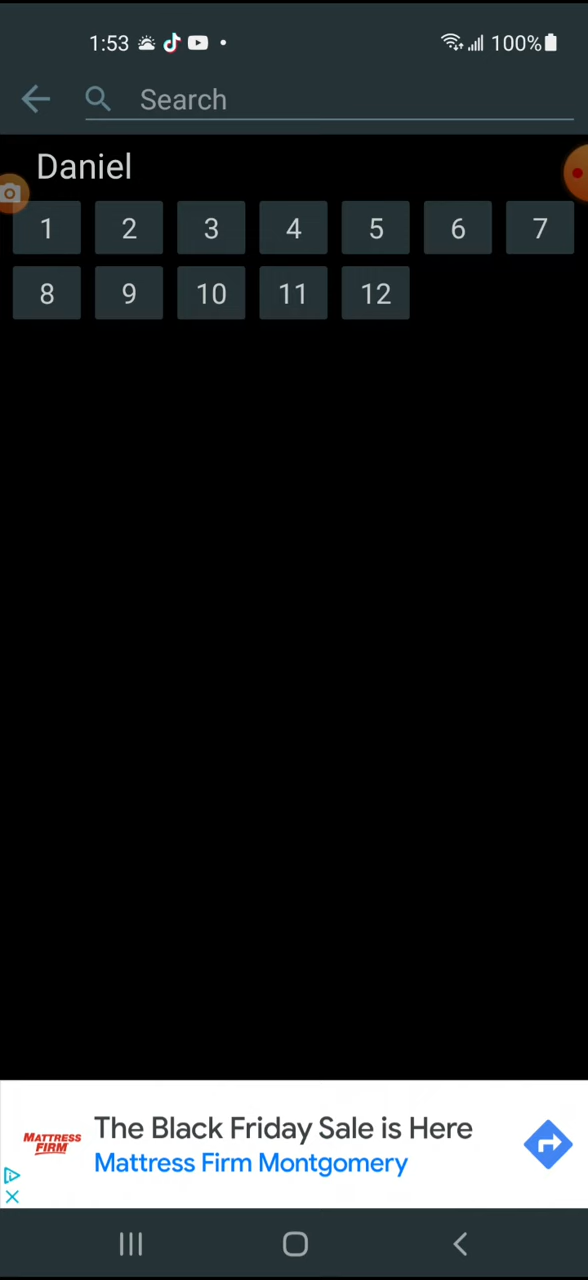 1:53
100%
Search
Daniel
1 2 3 4 5 6 7
8 9 10 11 12
MATTRESS FIRM
The Black Friday Sale is Here
Mattress Firm Montgomery